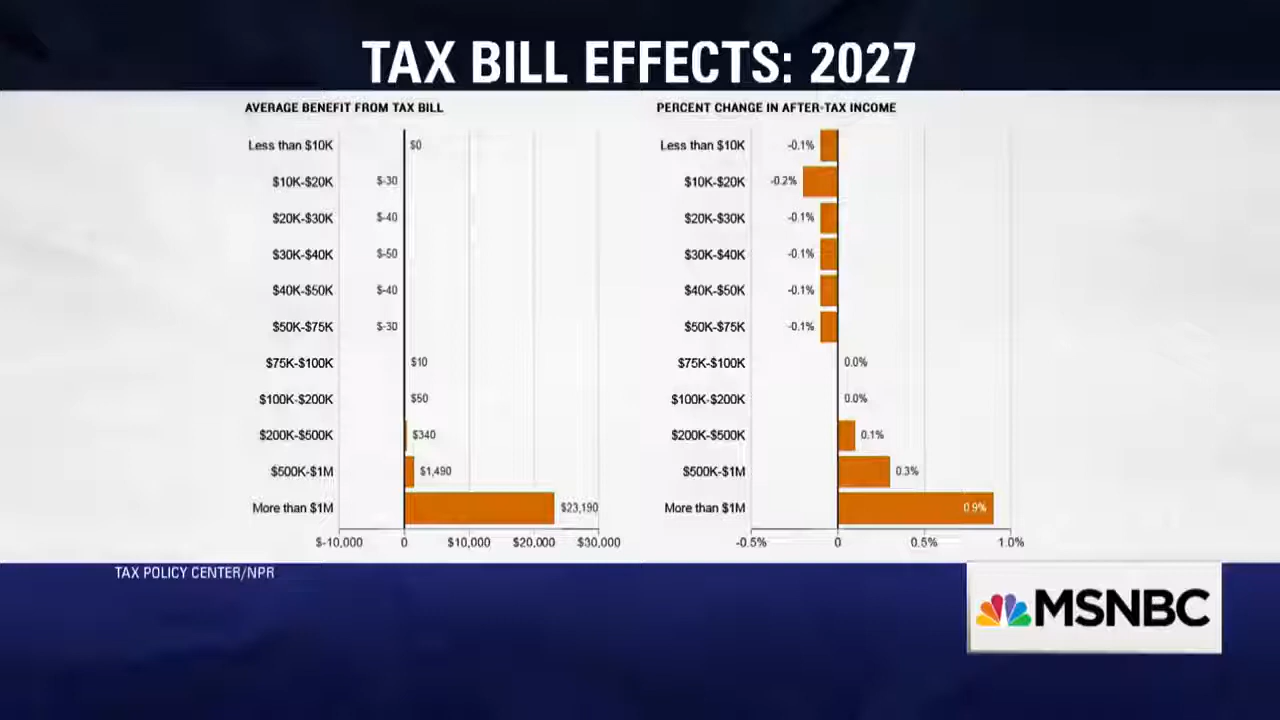 TAX BILL EFFECTS: 2027
AVERAGE BENEFIT FROM TAX BILL
Less than $10K $0
$10K-$20K $-30
$20K-$30K $-40
$30K-$40K $-50
$40K-$50K $-40
$50K-$75K $-30
$75K-$100K $10
$100K-$200K $50
$200K-$500K $340
$500K-$1M $1,490
More than $1M $23,190
$-10,000 0 $10,000 $20,000 $30,000
PERCENT CHANGE IN AFTER-TAX INCOME
Less than $10K -0.1%
$10K-$20K -0.2%
$20K-$30K -0.1%
$30K-$40K -0.1%
$40K-$50K -0.1%
$50K-$75K -0.1%
$75K-$100K 0.0%
$100K-$200K 0.0%
$200K-$500K 0.1%
$500K-$1M 0.3%
More than $1M 0.9%
-0.5% 0 0.5% 1.0%
TAX POLICY CENTER/NPR
MSNBC